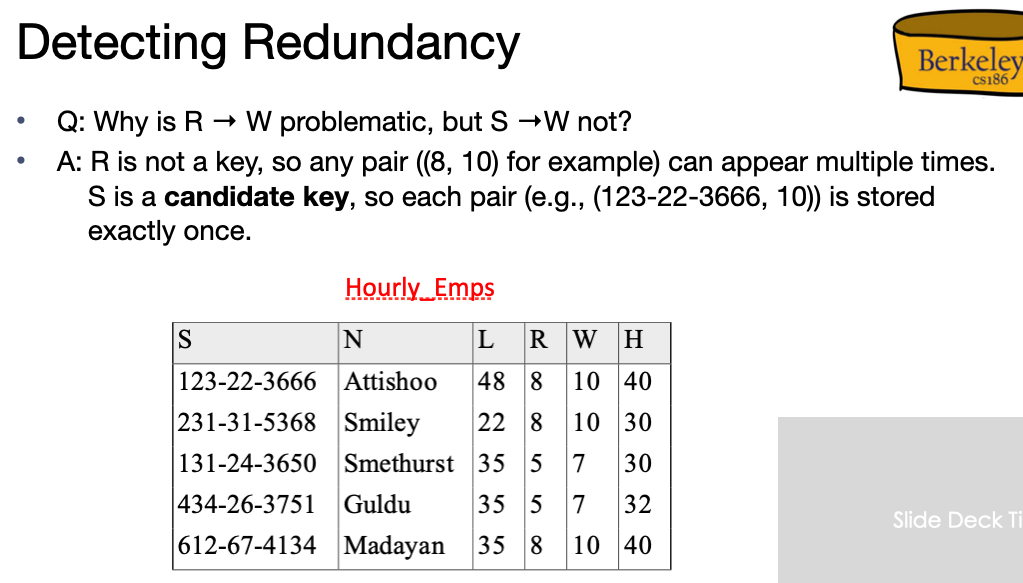 Detecting Redundancy
Berkeley
cs186
• Q: Why is R → W problematic, but S →W not?
• A: R is not a key, so any pair ((8, 10) for example) can appear multiple times.
S is a candidate key, so each pair (e.g., (123-22-3666, 10)) is stored
exactly once.
Hourly_Emps
S N L R W H
123-22-3666 Attishoo 48 8 10 40
231-31-5368 Smiley 22 8 10 30
131-24-3650 Smethurst 35 5 7 30
434-26-3751 Guldu 35 5 7 32
612-67-4134 Madayan 35 8 10 40
Slide Deck Ti